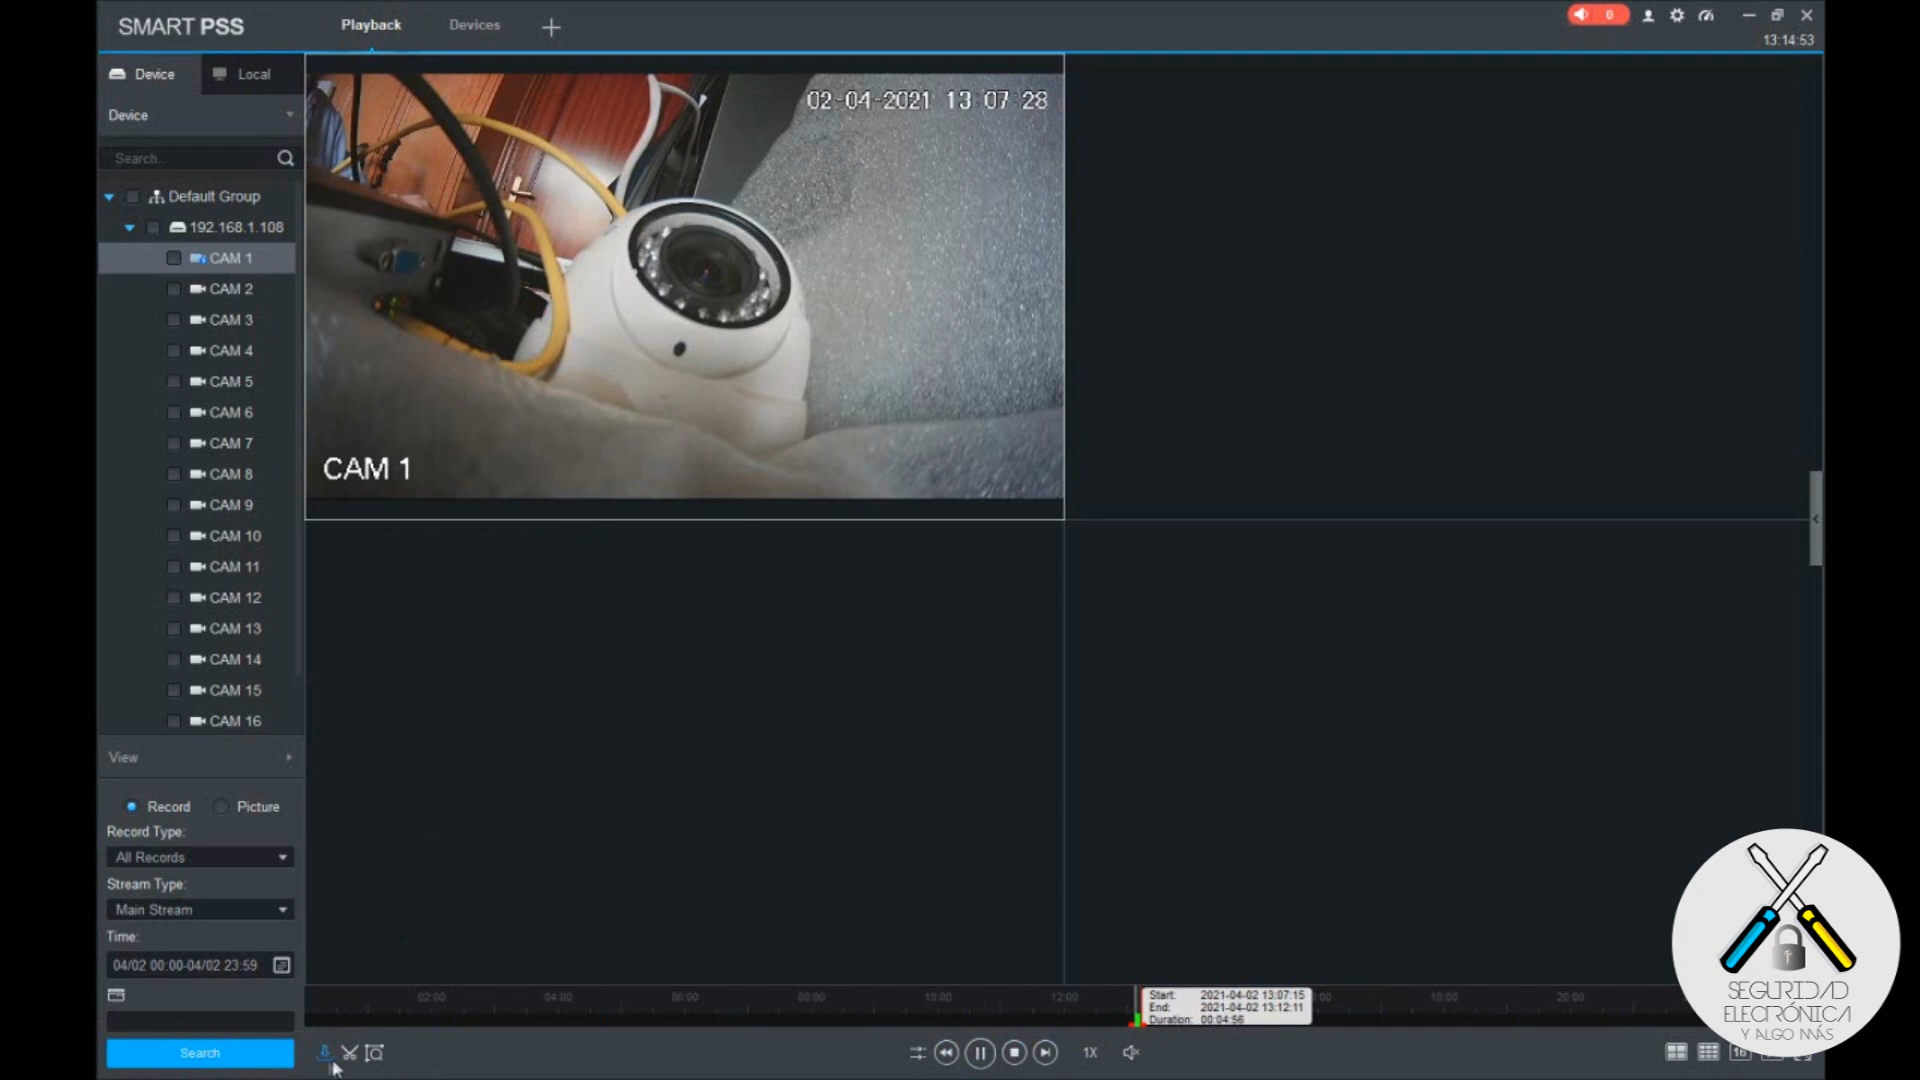 SMART PSS
Playback
Devices
0
13:14:53
Device
Local
Device
Search..
Default Group
192.168.1.108
CAM 1
CAM 2
CAM 3
CAM 4
CAM 5
CAM 6
CAM 7
CAM 8
CAM 9
CAM 10
CAM 11
CAM 12
CAM 13
CAM 14
CAM 15
CAM 16
02-04-2021 13:07:28
CAM 1
View
Record
Picture
Record Type:
All Records
Stream Type:
Main Stream
Time:
04/02 00:00-04/02 23:59
Search
02:00 04:00 06:00 08:00 10:00 12:00 18:00 20:00
Start: 2021-04-02 13:07:15
End: 2021-04-02 13:12:11
Duration: 00:04:56
1X
16
SEGURIDAD
ELECTRÓNICA
Y ALGO MÁS